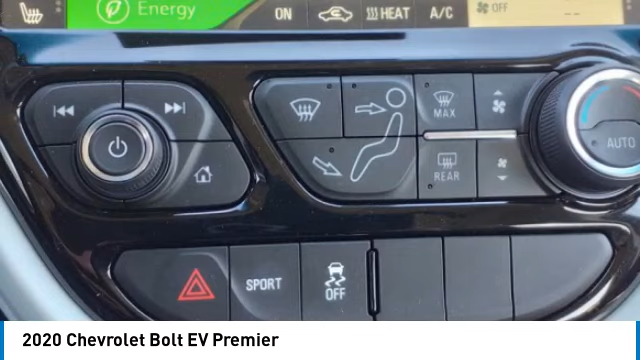 Energy
ON HEAT A/C OFF --
MAX
AUTO
REAR
SPORT
OFF
2020 Chevrolet Bolt EV Premier